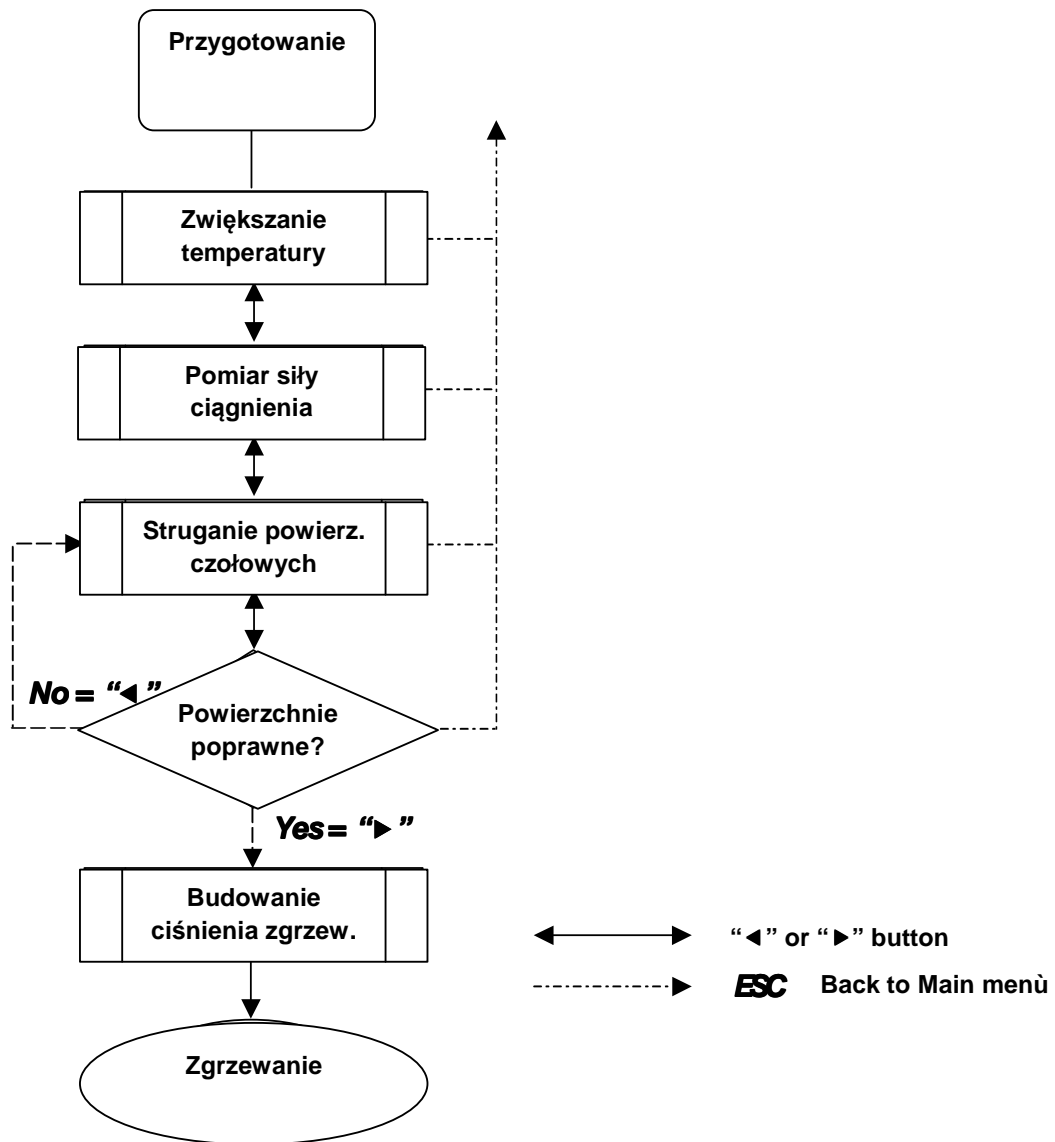 Przygotowanie
Zwiększanie
temperatury
Pomiar siły
ciągnienia
Struganie powierz.
czołowych
No = “◄ ”
Powierzchnie
poprawne?
Yes = “► ”
Budowanie
ciśnienia zgrzew.
“◄” or “►” button
ESC Back to Main menù
Zgrzewanie